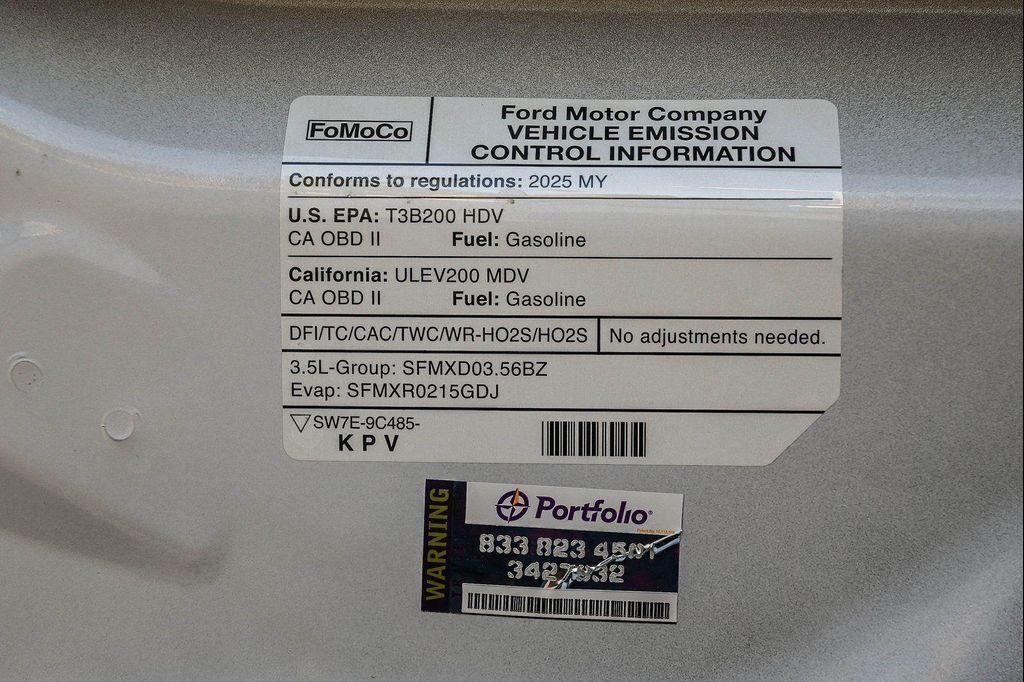 FoMoCo
Ford Motor Company
VEHICLE EMISSION
CONTROL INFORMATION
Conforms to regulations: 2025 MY
U.S. EPA: T3B200 HDV
CA OBD II Fuel: Gasoline
California: ULEV200 MDV
CA OBD II Fuel: Gasoline
DFI/TC/CAC/TWC/WR-HO2S/HO2S No adjustments needed.
3.5L-Group: SFMXD03.56BZ
Evap: SFMXR0215GDJ
SW7E-9C485-
KPV
WARNING
Portfolio
833 823